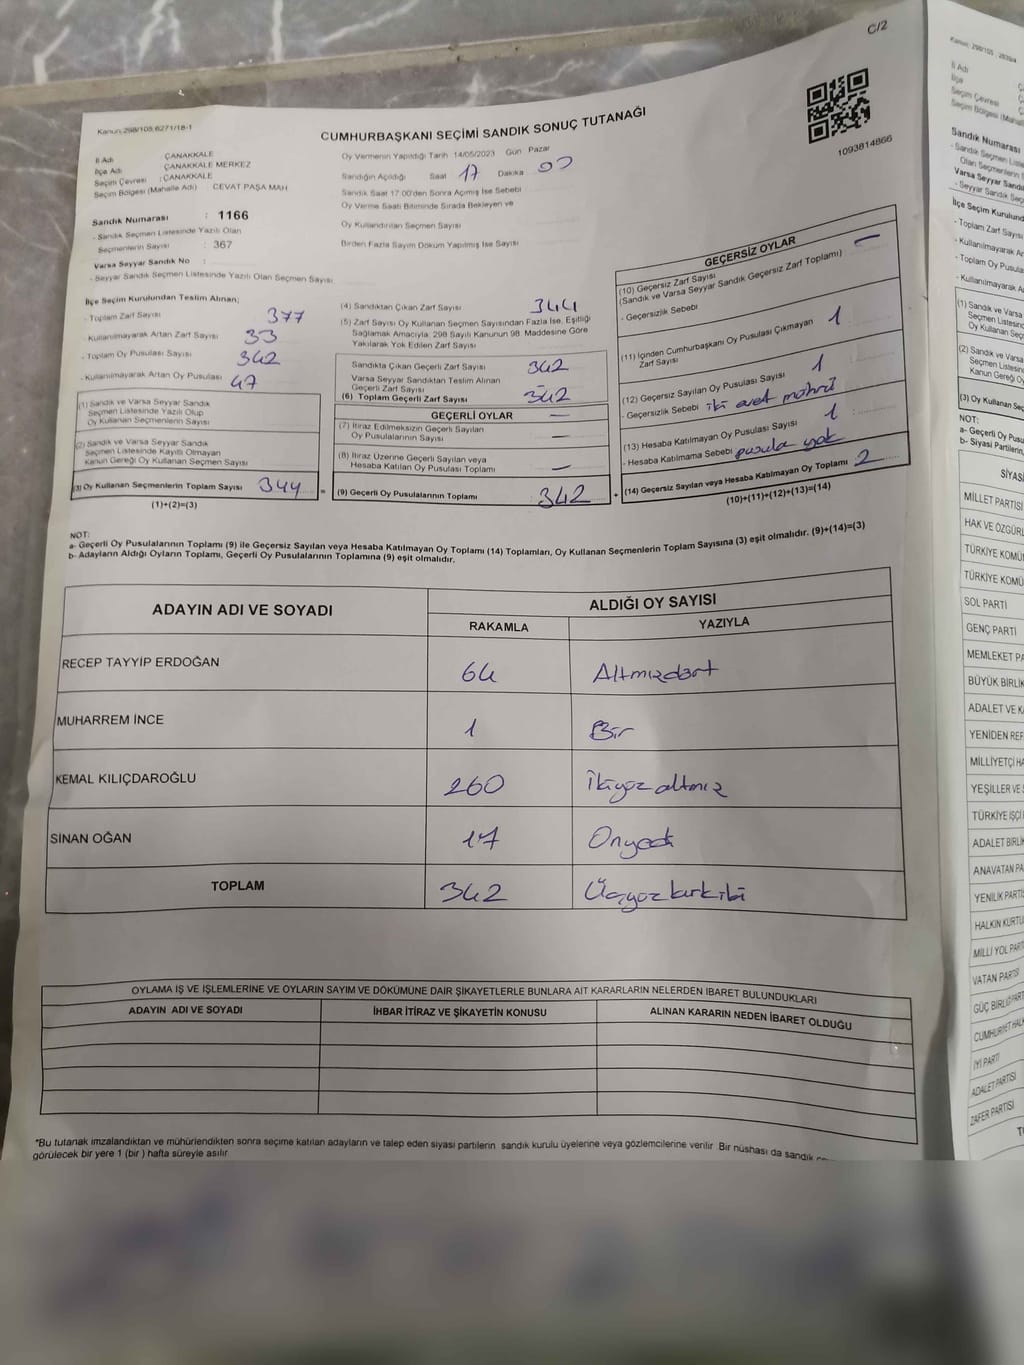 C/2
Kanun:298/105;6271/18-1
CUMHURBAŞKANI SEÇİMİ SANDIK SONUÇ TUTANAĞI
1093814866
İl Adı ÇANAKKALE
İlçe Adı ÇANAKKALE MERKEZ
Seçim Çevresi : ÇANAKKALE
Seçim Bölgesi (Mahalle Adı) CEVAT PAŞA MAH
Sandık Numarası : 1166
- Sandık Seçmen Listesinde Yazılı Olan
Seçmenlerin Sayısı : 367
Varsa Seyyar Sandık No :
- Seyyar Sandık Seçmen Listesinde Yazılı Olan Seçmen Sayısı
Oy Vermenin Yapıldığı Tarih 14/05/2023 Gün Pazar
Sandığın Açıldığı Saat 17 Dakika
Sandık Saat 17:00'den Sonra Açılmış İse Sebebi
Oy Verme Saati Bitiminde Sırada Bekleyen ve
Oy Kullandırılan Seçmen Sayısı
Birden Fazla Sayım Döküm Yapılmış İse Sayısı
İlçe Seçim Kurulundan Teslim Alınan;
- Toplam Zarf Sayısı 377
- Kullanılmayarak Artan Zarf Sayısı 33
- Toplam Oy Pusulası Sayısı 342
- Kullanılmayarak Artan Oy Pusulası 47
(1) Sandık ve Varsa Seyyar Sandık
Seçmen Listesinde Yazılı Olup
Oy Kullanan Seçmenlerin Sayısı
(2) Sandık ve Varsa Seyyar Sandık
Seçmen Listesinde Kayıtlı Olmayan
Kanun Gereği Oy Kullanan Seçmen Sayısı
(3) Oy Kullanan Seçmenlerin Toplam Sayısı 344 =
(1)+(2)=(3)
(4) Sandıktan Çıkan Zarf Sayısı 344
(5) Zarf Sayısı Oy Kullanan Seçmen Sayısından Fazla İse, Eşitliği
Sağlamak Amacıyla; 298 Sayılı Kanunun 98. Maddesine Göre
Yakılarak Yok Edilen Zarf Sayısı
Sandıkta Çıkan Geçerli Zarf Sayısı 342
Varsa Seyyar Sandıktan Teslim Alınan
Geçerli Zarf Sayısı
(6) Toplam Geçerli Zarf Sayısı 342
GEÇERLİ OYLAR —
(7) İtiraz Edilmeksizin Geçerli Sayılan
Oy Pusulalarının Sayısı —
(8) İtiraz Üzerine Geçerli Sayılan veya
Hesaba Katılan Oy Pusulası Toplamı —
(9) Geçerli Oy Pusulalarının Toplamı 342 +
GEÇERSİZ OYLAR —
(10) Geçersiz Zarf Sayısı
(Sandık ve Varsa Seyyar Sandık Geçersiz Zarf Toplamı)
- Geçersizlik Sebebi
(11) İçinden Cumhurbaşkanı Oy Pusulası Çıkmayan 1
Zarf Sayısı
(12) Geçersiz Sayılan Oy Pusulası Sayısı 1
- Geçersizlik Sebebi iki evet mührü
(13) Hesaba Katılmayan Oy Pusulası Sayısı 1
- Hesaba Katılmama Sebebi pusula yok
(14) Geçersiz Sayılan veya Hesaba Katılmayan Oy Toplamı 2
(10)+(11)+(12)+(13)=(14)
NOT:
a- Geçerli Oy Pusulalarının Toplamı (9) ile Geçersiz Sayılan veya Hesaba Katılmayan Oy Toplamı (14) Toplamları, Oy Kullanan Seçmenlerin Toplam Sayısına (3) eşit olmalıdır. (9)+(14)=(3)
b- Adayların Aldığı Oyların Toplamı, Geçerli Oy Pusulalarının Toplamına (9) eşit olmalıdır.
ADAYIN ADI VE SOYADI ALDIĞI OY SAYISI
RAKAMLA YAZIYLA
RECEP TAYYİP ERDOĞAN 64 Altmızdört
MUHARREM İNCE 1 Bir
KEMAL KILIÇDAROĞLU 260 İkiyüz altmız
SİNAN OĞAN 17 Onyedi
TOPLAM 342 Üçyüz kırkiki
OYLAMA İŞ VE İŞLEMLERİNE VE OYLARIN SAYIM VE DÖKÜMÜNE DAİR ŞİKAYETLERLE BUNLARA AİT KARARLARIN NELERDEN İBARET BULUNDUKLARI
ADAYIN ADI VE SOYADI İHBAR İTİRAZ VE ŞİKAYETİN KONUSU ALINAN KARARIN NEDEN İBARET OLDUĞU
*Bu tutanak imzalandıktan ve mühürlendikten sonra seçime katılan adayların ve talep eden siyasi partilerin sandık kurulu üyelerine veya gözlemcilerine verilir. Bir nüshası da sandık
görülecek bir yere 1 (bir) hafta süreyle asılır
İl Adı
İlçe
Seçim Çevresi
Seçim Bölgesi (Mahalle
Sandık Numarası
- Sandık Seçmen
Olan Seçmenlerin
Varsa Seyyar Sandık
- Seyyar Sandık Seç
İlçe Seçim Kurulund
- Toplam Zarf Sayısı
- Kullanılmayarak A
- Toplam Oy Pusula
- Kullanılmayarak A
(1) Sandık ve Varsa
Seçmen Listesin
Oy Kullanan Seç
(2) Sandık ve Varsa
Seçmen Listesind
Kanun Gereği Oy
(3) Oy Kullanan Seç
NOT:
a- Geçerli Oy Pusu
b- Siyasi Partilerin,
SİYAS
MİLLET PARTİSİ
HAK VE ÖZGÜRL
TÜRKİYE KOMÜN
TÜRKİYE KOMÜ
SOL PARTİ
GENÇ PARTİ
MEMLEKET PA
BÜYÜK BİRLİK
ADALET VE KA
YENİDEN REF
MİLLİYETÇİ HA
YEŞİLLER VE S
TÜRKİYE İŞÇİ
ADALET BİRLİK
ANAVATAN PA
YENİLİK PARTİS
HALKIN KURTU
MİLLİ YOL PART
VATAN PARTİSİ
GÜÇ BİRLİĞİ PART
CUMHURİYET HALK
İYİ PARTİ
ADALET PARTİSİ
ZAFER PARTİSİ